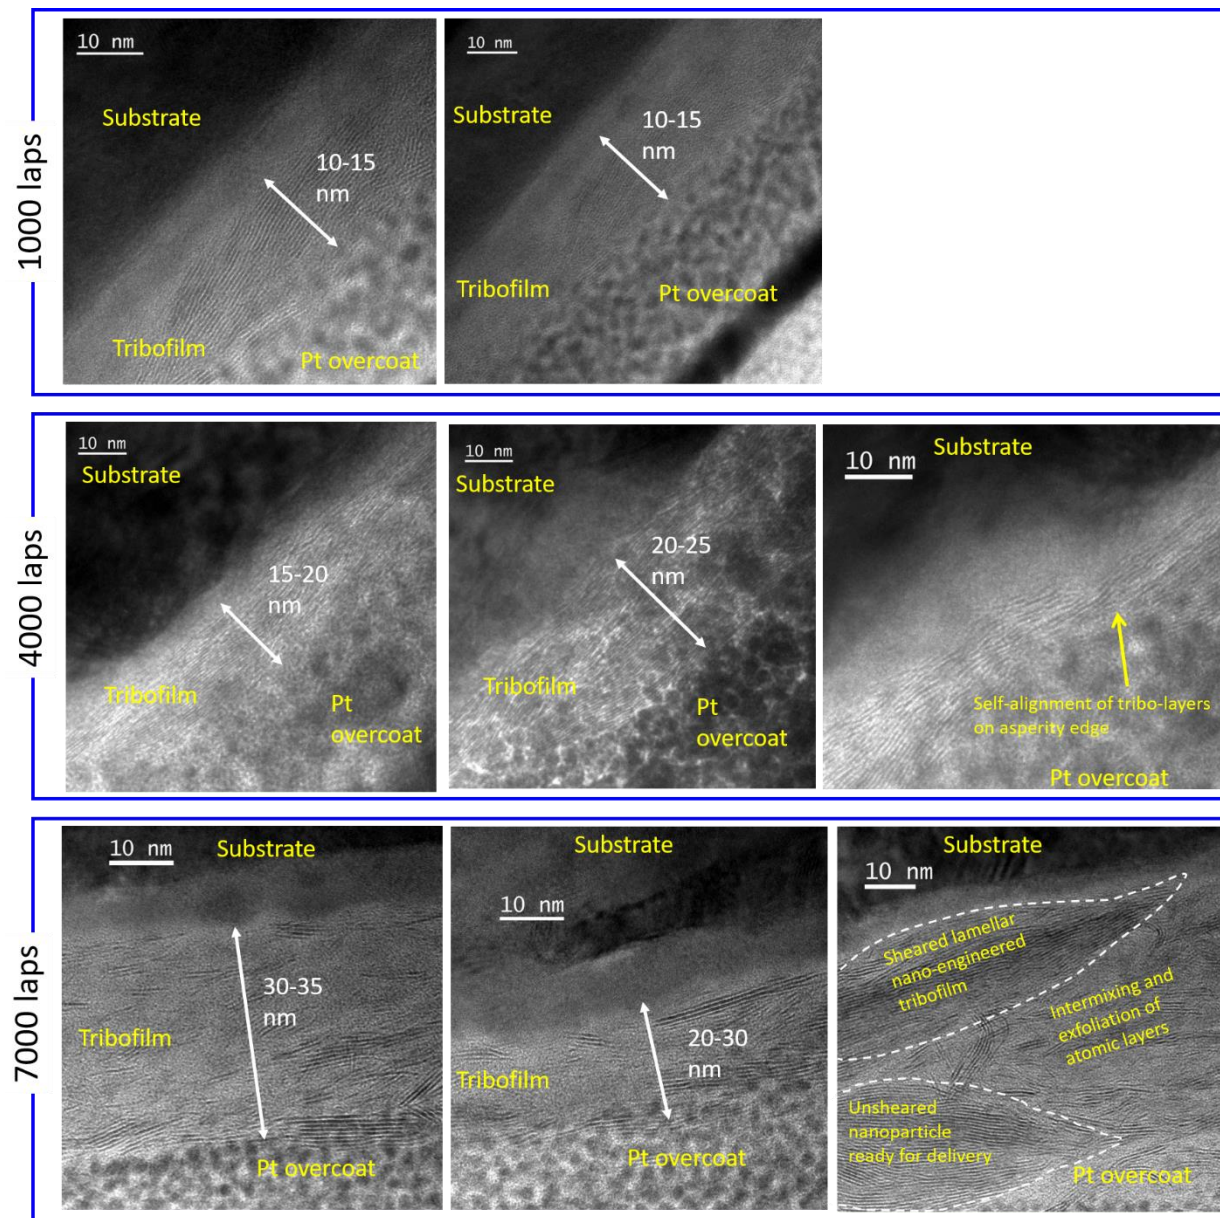 1000 laps
10 nm
Substrate
10-15
nm
Tribofilm
Pt overcoat
10 nm
Substrate
10-15
nm
Tribofilm
Pt overcoat
4000 laps
10 nm
Substrate
15-20
nm
Tribofilm
Pt
overcoat
10 nm
Substrate
20-25
nm
Tribofilm
Pt
overcoat
10 nm
Substrate
Self-alignment of tribo-layers
on asperity edge
Pt overcoat
7000 laps
10 nm
Substrate
30-35
nm
Tribofilm
Pt overcoat
10 nm
Substrate
20-30
nm
Tribofilm
Pt overcoat
10 nm
Substrate
Sheared lamellar
nano-engineered
tribofilm
Intermixing and
exfoliation of
atomic layers
Unsheared
nanoparticle
ready for delivery
Pt overcoat